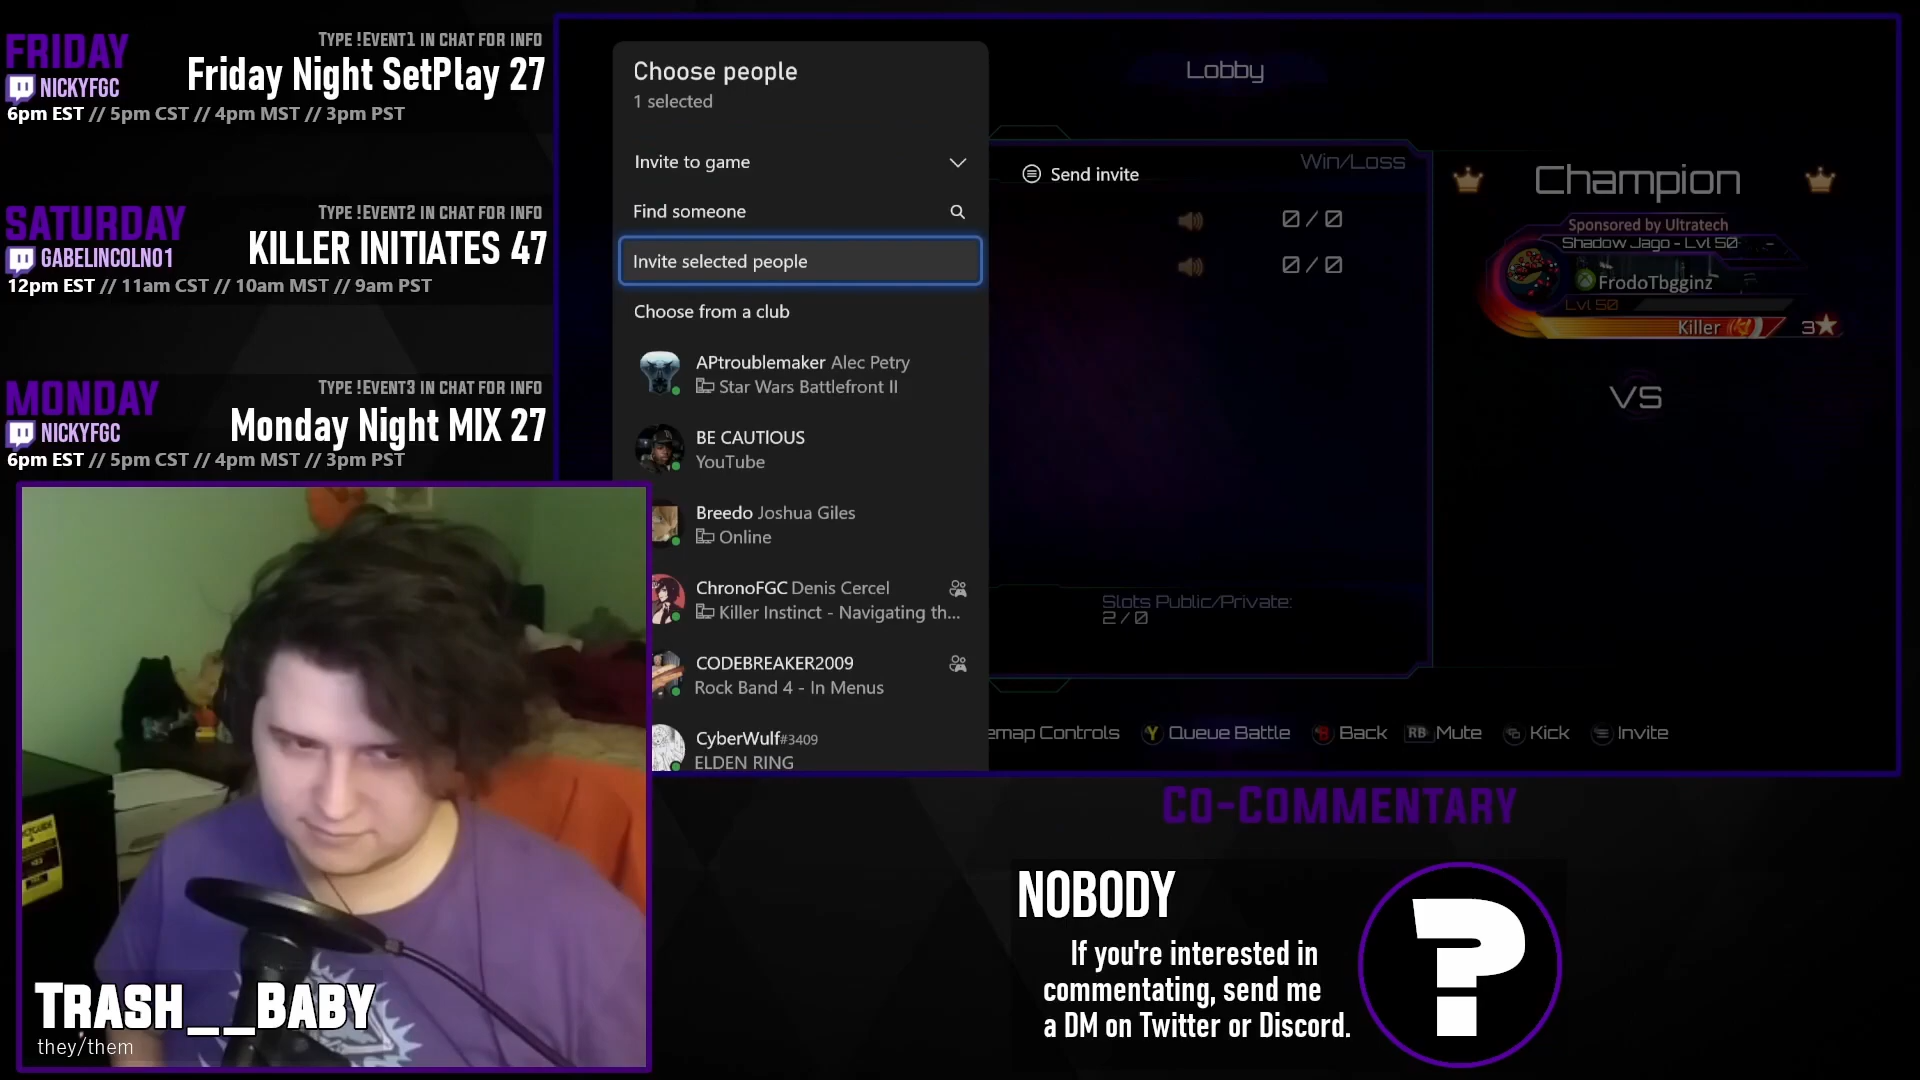 FRIDAY
TYPE !EVENT1 IN CHAT FOR INFO
NICKYFGC
Friday Night SetPlay 27
6pm EST // 5pm CST // 4pm MST // 3pm PST
SATURDAY
TYPE !EVENT2 IN CHAT FOR INFO
GABELINCOLN01
KILLER INITIATES 47
12pm EST // 11am CST // 10am MST // 9am PST
MONDAY
TYPE !EVENT3 IN CHAT FOR INFO
NICKYFGC
Monday Night MIX 27
6pm EST // 5pm CST // 4pm MST // 3pm PST
Choose people
1 selected
Invite to game
Find someone
Invite selected people
Choose from a club
APtroublemaker Alec Petry
Star Wars Battlefront II
BE CAUTIOUS
YouTube
Breedo Joshua Giles
Online
ChronoFGC Denis Cercel
Killer Instinct - Navigating th...
CODEBREAKER2009
Rock Band 4 - In Menus
CyberWulf#3409
ELDEN RING
Lobby
Send invite
Win/Loss
0 / 0
0 / 0
Slots Public/Private:
2 / 0
Champion
Sponsored by Ultratech
Shadow Jago - Lvl 50
FrodoTbgginz
Lvl 50
Killer
3
VS
emap Controls
Y Queue Battle
B Back
RB Mute
Kick
Invite
CO-COMMENTARY
NOBODY
If you're interested in
commentating, send me
a DM on Twitter or Discord.
?
TRASH__BABY
they/them